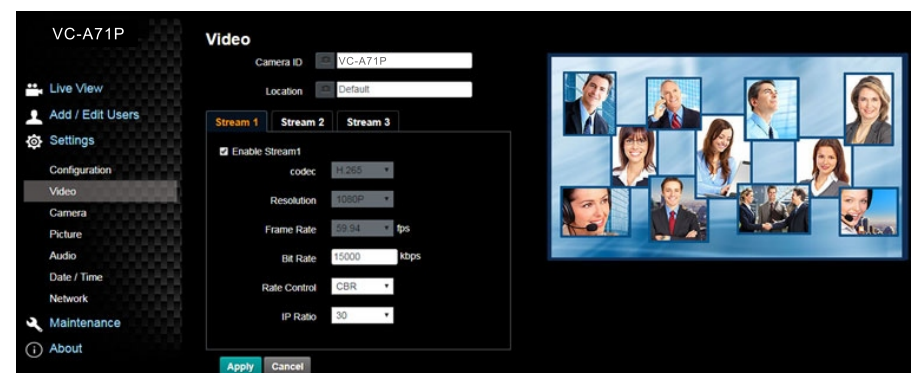 VC-A71P
Live View
Add / Edit Users
Settings
Configuration
Video
Camera
Picture
Audio
Date / Time
Network
Maintenance
About
Video
Camera ID VC-A71P
Location Default
Stream 1 Stream 2 Stream 3
Enable Stream1
codec H.265
Resolution 1080P
Frame Rate 59.94 fps
Bit Rate 15000 kbps
Rate Control CBR
IP Ratio 30
Apply Cancel